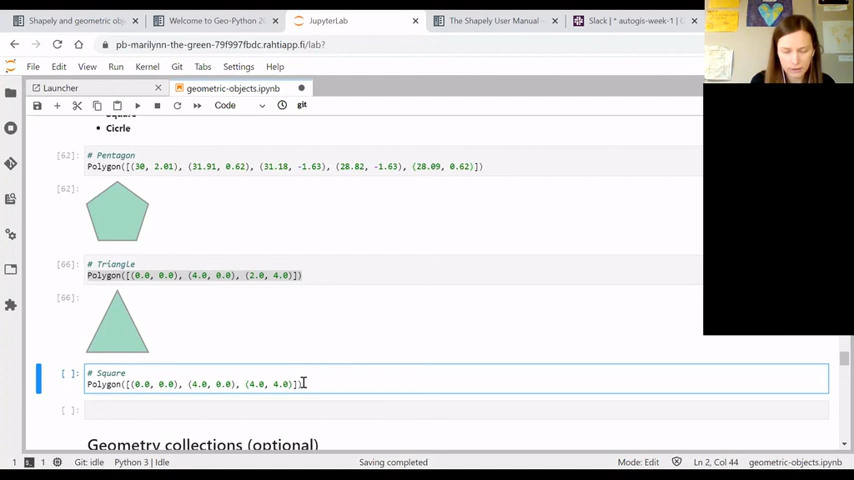 Shapely and geometric objects
Welcome to Geo-Python 20
JupyterLab
The Shapely User Manual —
Slack | * autogis-week-1 | CS
pb-marilynn-the-green-79f997fbdc.rahtiapp.fi/lab?
File Edit View Run Kernel Git Tabs Settings Help
Launcher
geometric-objects.ipynb
Code
git
Square
• Cicrle
[62]:
# Pentagon
Polygon([(30, 2.01), (31.91, 0.62), (31.18, -1.63), (28.82, -1.63), (28.09, 0.62)])
[62]:
[66]:
# Triangle
Polygon([(0.0, 0.0), (4.0, 0.0), (2.0, 4.0)])
[66]:
[ ]:
# Square
Polygon([(0.0, 0.0), (4.0, 0.0), (4.0, 4.0)])
[ ]:
Geometry collections (optional)
1
1
Git: idle
Python 3 | Idle
Saving completed
Mode: Edit
Ln 2, Col 44
geometric-objects.ipynb